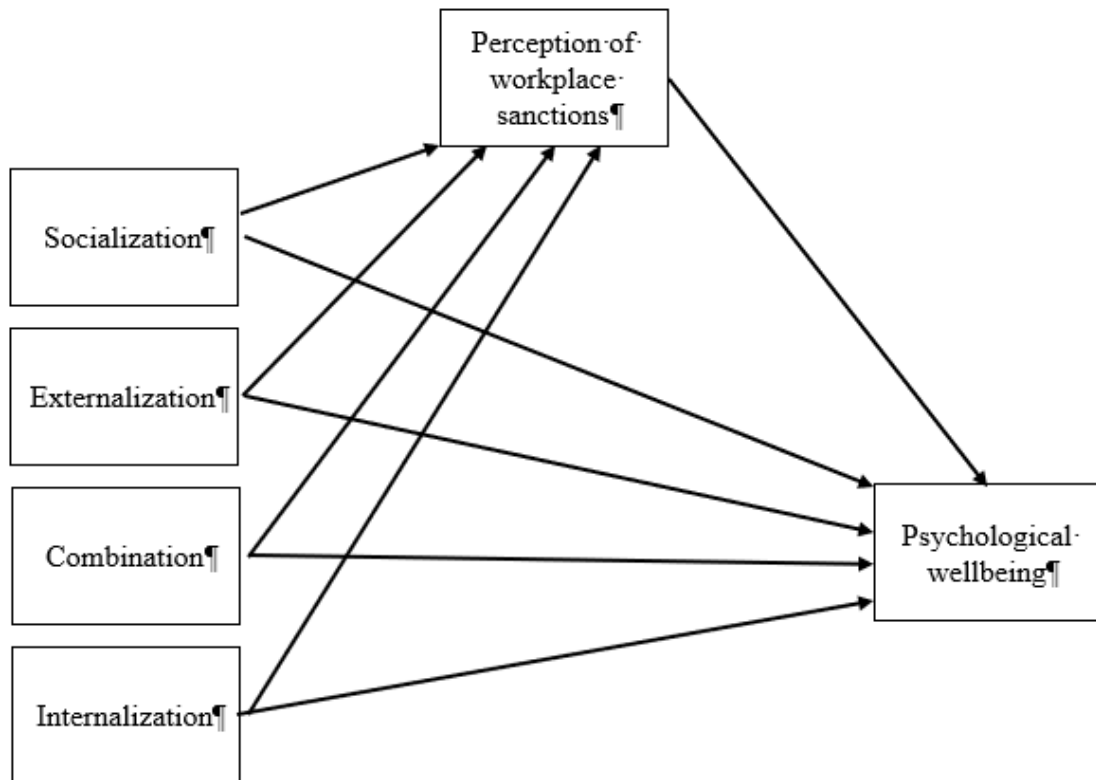 Perception·of·
workplace·
sanctions¶
Socialization¶
Externalization¶
Combination¶
Internalization¶
Psychological·
wellbeing¶